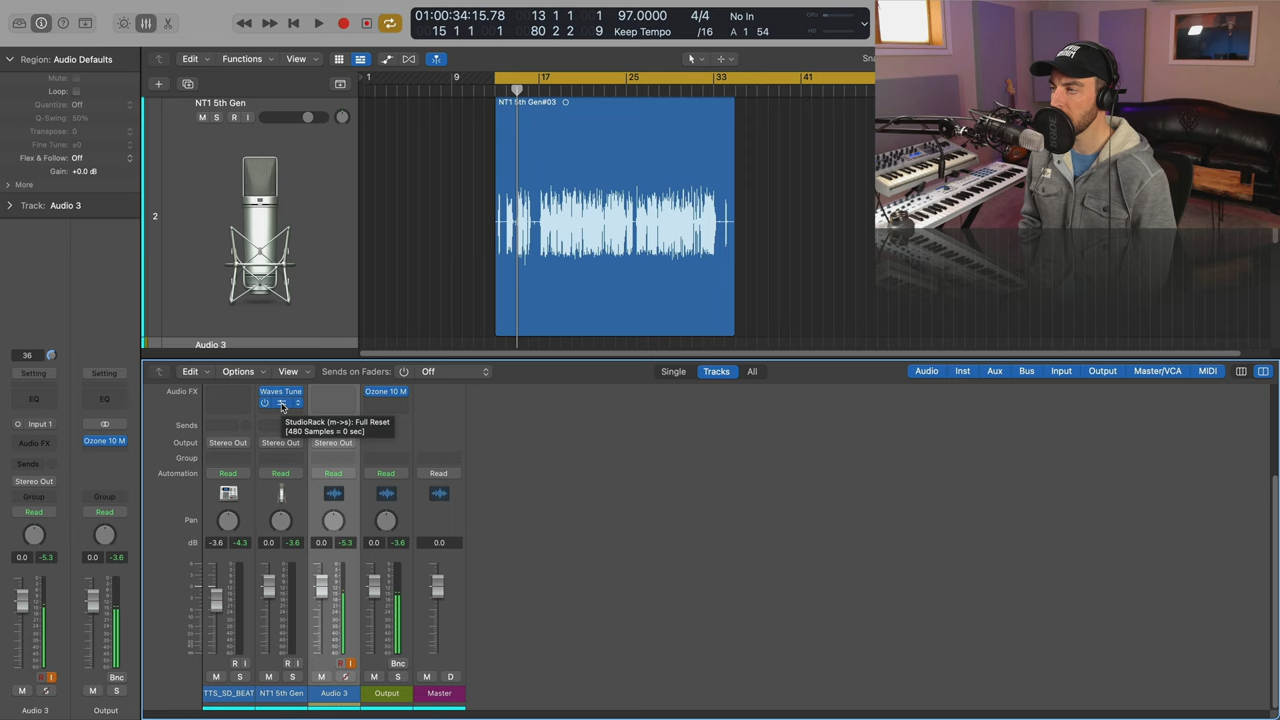 01:00:34:15.78 13 1 1 1 97.0000 4/4 No In
15 1 1 1 80 2 2 9 Keep Tempo /16 A 1 54
CPU
HD
Region: Audio Defaults
Mute:
Loop:
Quantize: Off
Q-Swing: 50%
Transpose: 0
Fine Tune: ±0
Flex & Follow: Off
Gain: +0.0 dB
More
Track: Audio 3
Edit Functions View
Sna
1 9 17 25 33 41
NT1 5th Gen
M S R I
2
Audio 3
NT1 5th Gen#03
RODE
36
Setting Setting
EQ EQ
Input 1
Audio FX Ozone 10 M
Sends
Stereo Out
Group Group
Read Read
0.0 -5.3 0.0 -3.6
R I Bnc
M S M S
Audio 3 Output
Edit Options View Sends on Faders: Off Single Tracks All Audio Inst Aux Bus Input Output Master/VCA MIDI
Audio FX Waves Tune Ozone 10 M
StudioRack (m->s): Full Reset
[480 Samples = 0 sec]
Sends
Output Stereo Out Stereo Out Stereo Out
Group
Automation Read Read Read Read Read
Pan
dB -3.6 -4.3 0.0 -3.6 0.0 -5.3 0.0 -3.6 0.0
R I R I R I Bnc
M S M S M S M S M D
TTS_SD_BEAT NT1 5th Gen Audio 3 Output Master